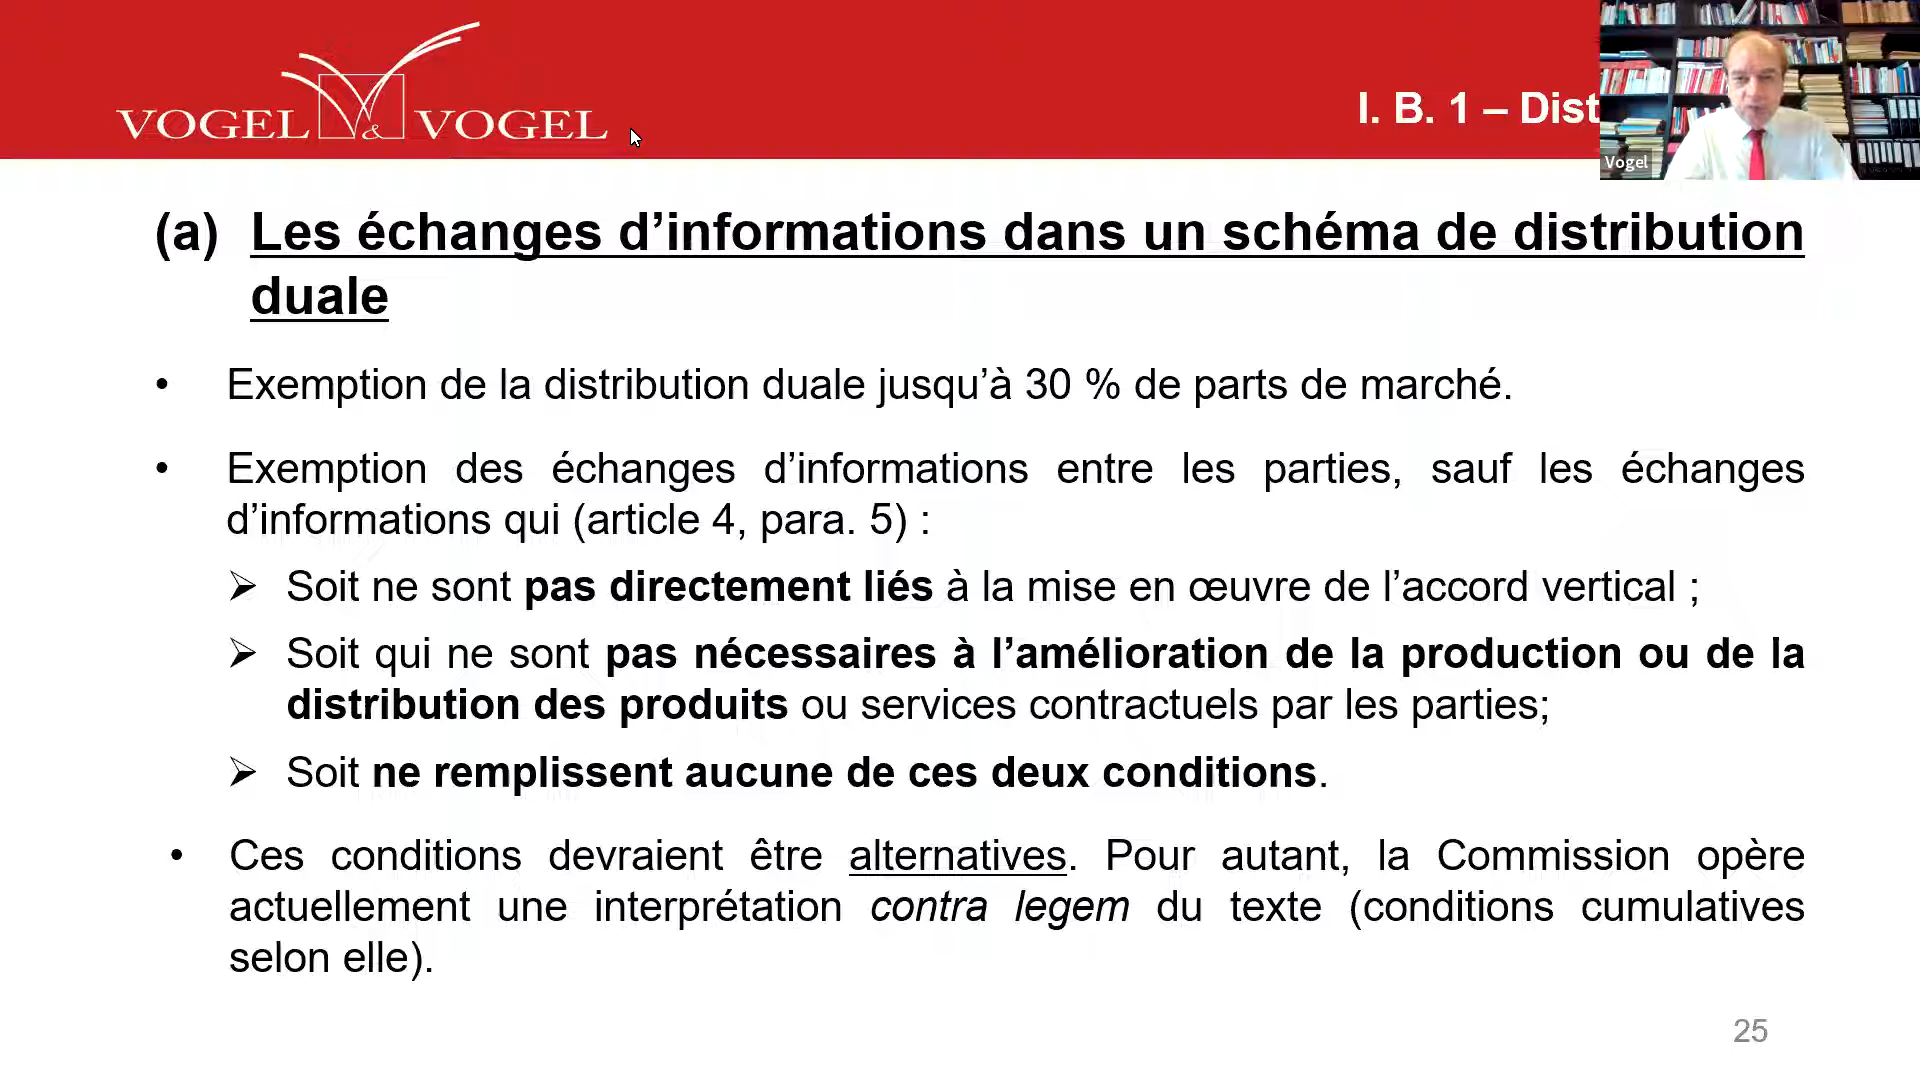 VOGEL & VOGEL
I. B. 1 – Dist
Vogel
(a) Les échanges d’informations dans un schéma de distribution
duale
• Exemption de la distribution duale jusqu’à 30 % de parts de marché.
• Exemption des échanges d’informations entre les parties, sauf les échanges
d’informations qui (article 4, para. 5) :
➢ Soit ne sont pas directement liés à la mise en œuvre de l’accord vertical ;
➢ Soit qui ne sont pas nécessaires à l’amélioration de la production ou de la
distribution des produits ou services contractuels par les parties;
➢ Soit ne remplissent aucune de ces deux conditions.
• Ces conditions devraient être alternatives. Pour autant, la Commission opère
actuellement une interprétation contra legem du texte (conditions cumulatives
selon elle).
25